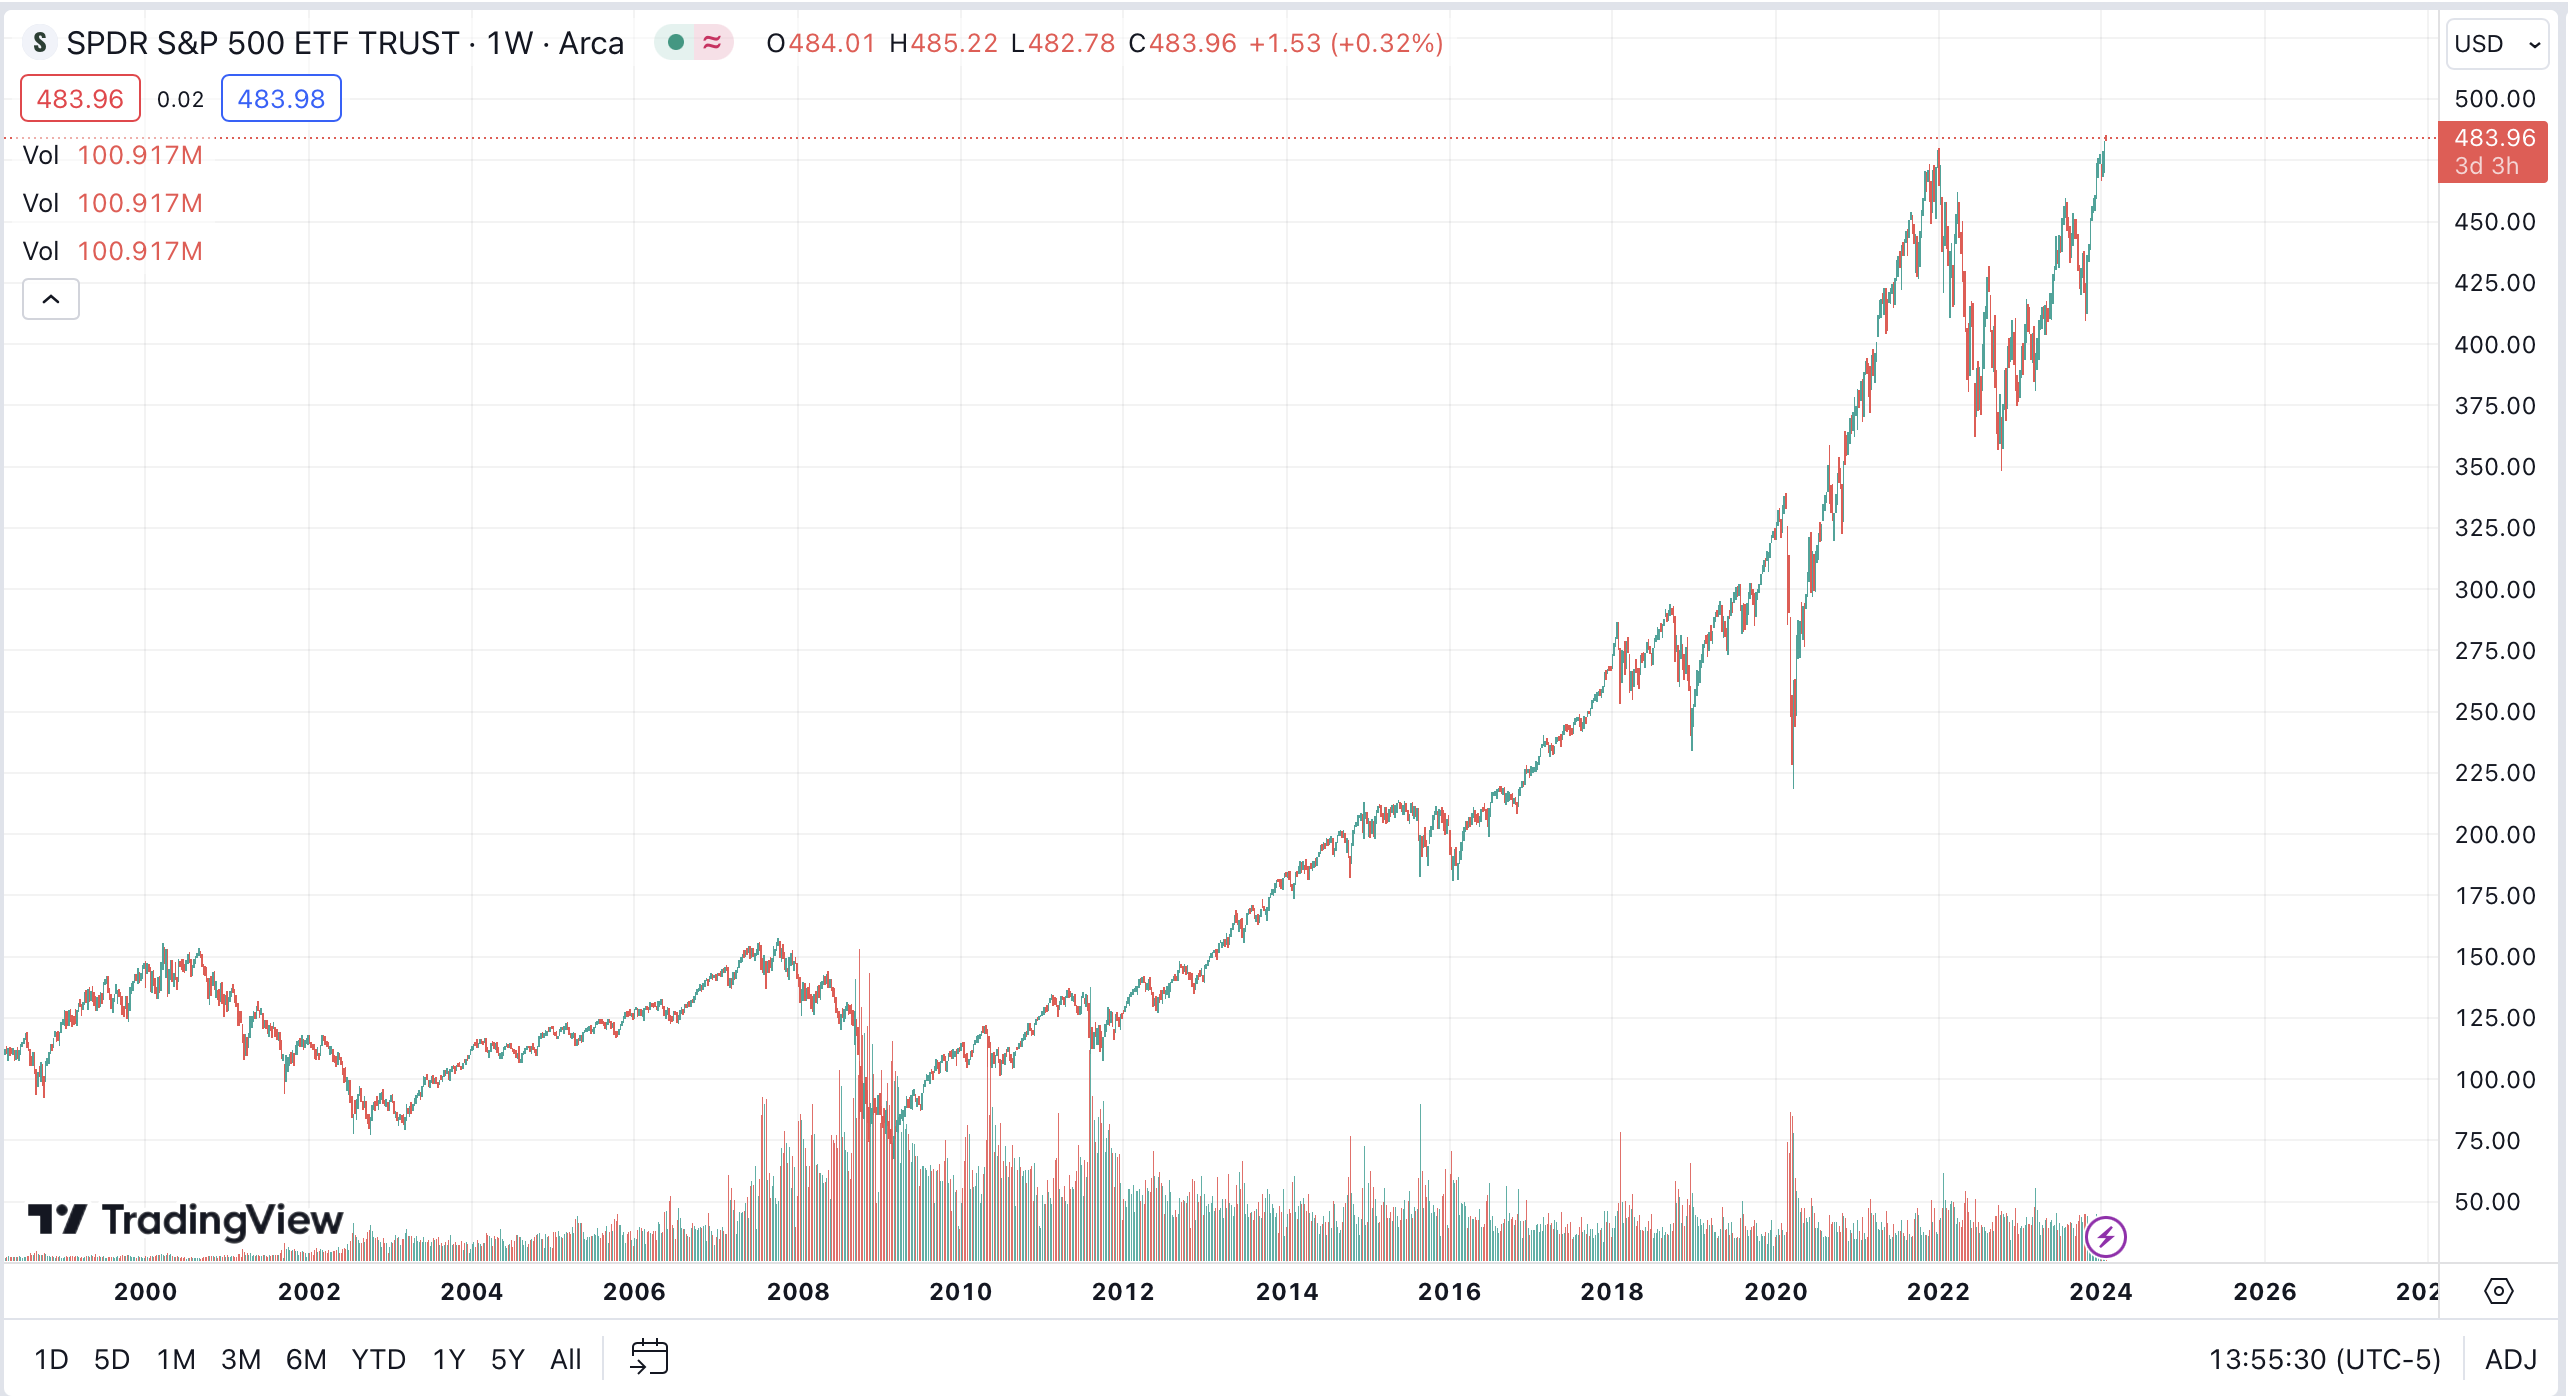 S SPDR S&P 500 ETF TRUST · 1W · Arca ≈ O484.01 H485.22 L482.78 C483.96 +1.53 (+0.32%)
USD
483.96 0.02 483.98
Vol 100.917M
Vol 100.917M
Vol 100.917M
500.00
483.96
3d 3h
450.00
425.00
400.00
375.00
350.00
325.00
300.00
275.00
250.00
225.00
200.00
175.00
150.00
125.00
100.00
75.00
50.00
TradingView
2000 2002 2004 2006 2008 2010 2012 2014 2016 2018 2020 2022 2024 2026 202
1D 5D 1M 3M 6M YTD 1Y 5Y All 13:55:30 (UTC-5) ADJ